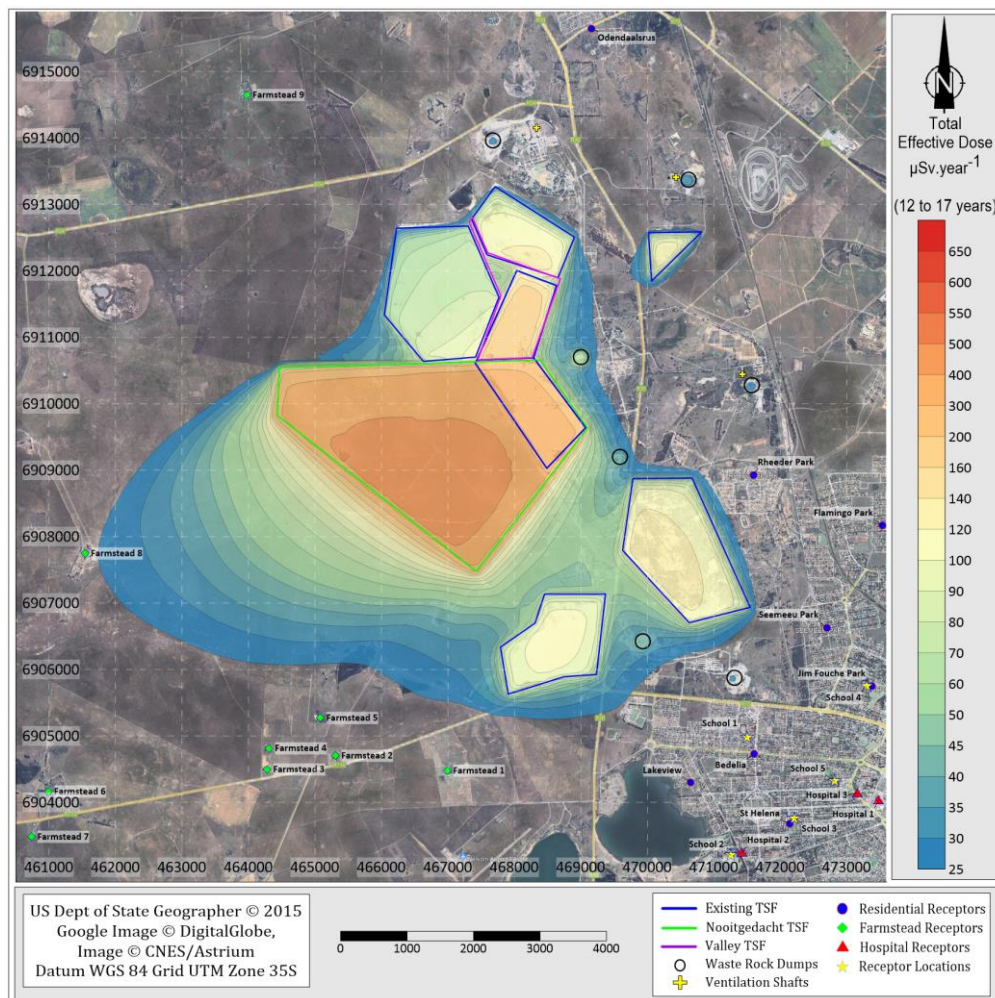 Odendaalsrus
6915000
Farmstead 9
6914000
6913000
6912000
6911000
6910000
6909000
Rheeder Park
Flamingo Park
6908000
Farmstead 8
6907000
Seemeeu Park
6906000
Jim Fouche Park
School 4
Farmstead 5
School 1
6905000
Farmstead 4
Farmstead 2
Bedelia
Farmstead 3
Farmstead 1
Lakeview
School 5
Farmstead 6
6904000
Hospital 3
Hospital 1
St Helena
School 3
Farmstead 7
Hospital 2
School 2
461000 462000 463000 464000 465000 466000 467000 468000 469000 470000 471000 472000 473000
N
Total
Effective Dose
µSv.year⁻¹
(12 to 17 years)
650
600
550
500
400
300
200
160
140
120
100
80
70
60
50
45
40
35
30
25
US Dept of State Geographer © 2015
Google Image © DigitalGlobe,
Image © CNES/Astrium
Datum WGS 84 Grid UTM Zone 35S
0 1000 2000 3000 4000
Existing TSF
Nooitgedacht TSF
Valley TSF
Waste Rock Dumps
Ventilation Shafts
Residential Receptors
Farmstead Receptors
Hospital Receptors
Receptor Locations